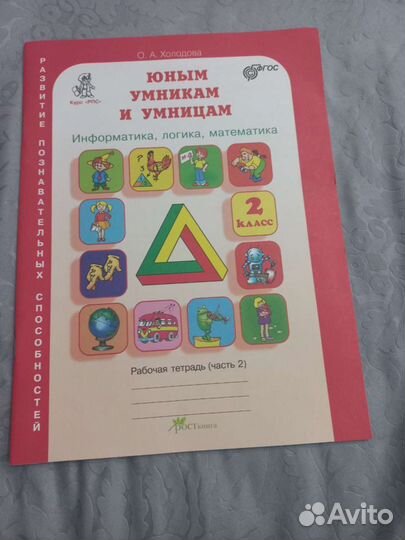 О. А. Холодова
ФГОС
Курс «РПС»
ЮНЫМ
УМНИКАМ
И УМНИЦАМ
Информатика, логика, математика
РАЗВИТИЕ ПОЗНАВАТЕЛЬНЫХ СПОСОБНОСТЕЙ
?
3
2
КЛАСС
Рабочая тетрадь (часть 2)
РОСТкнига
Avito